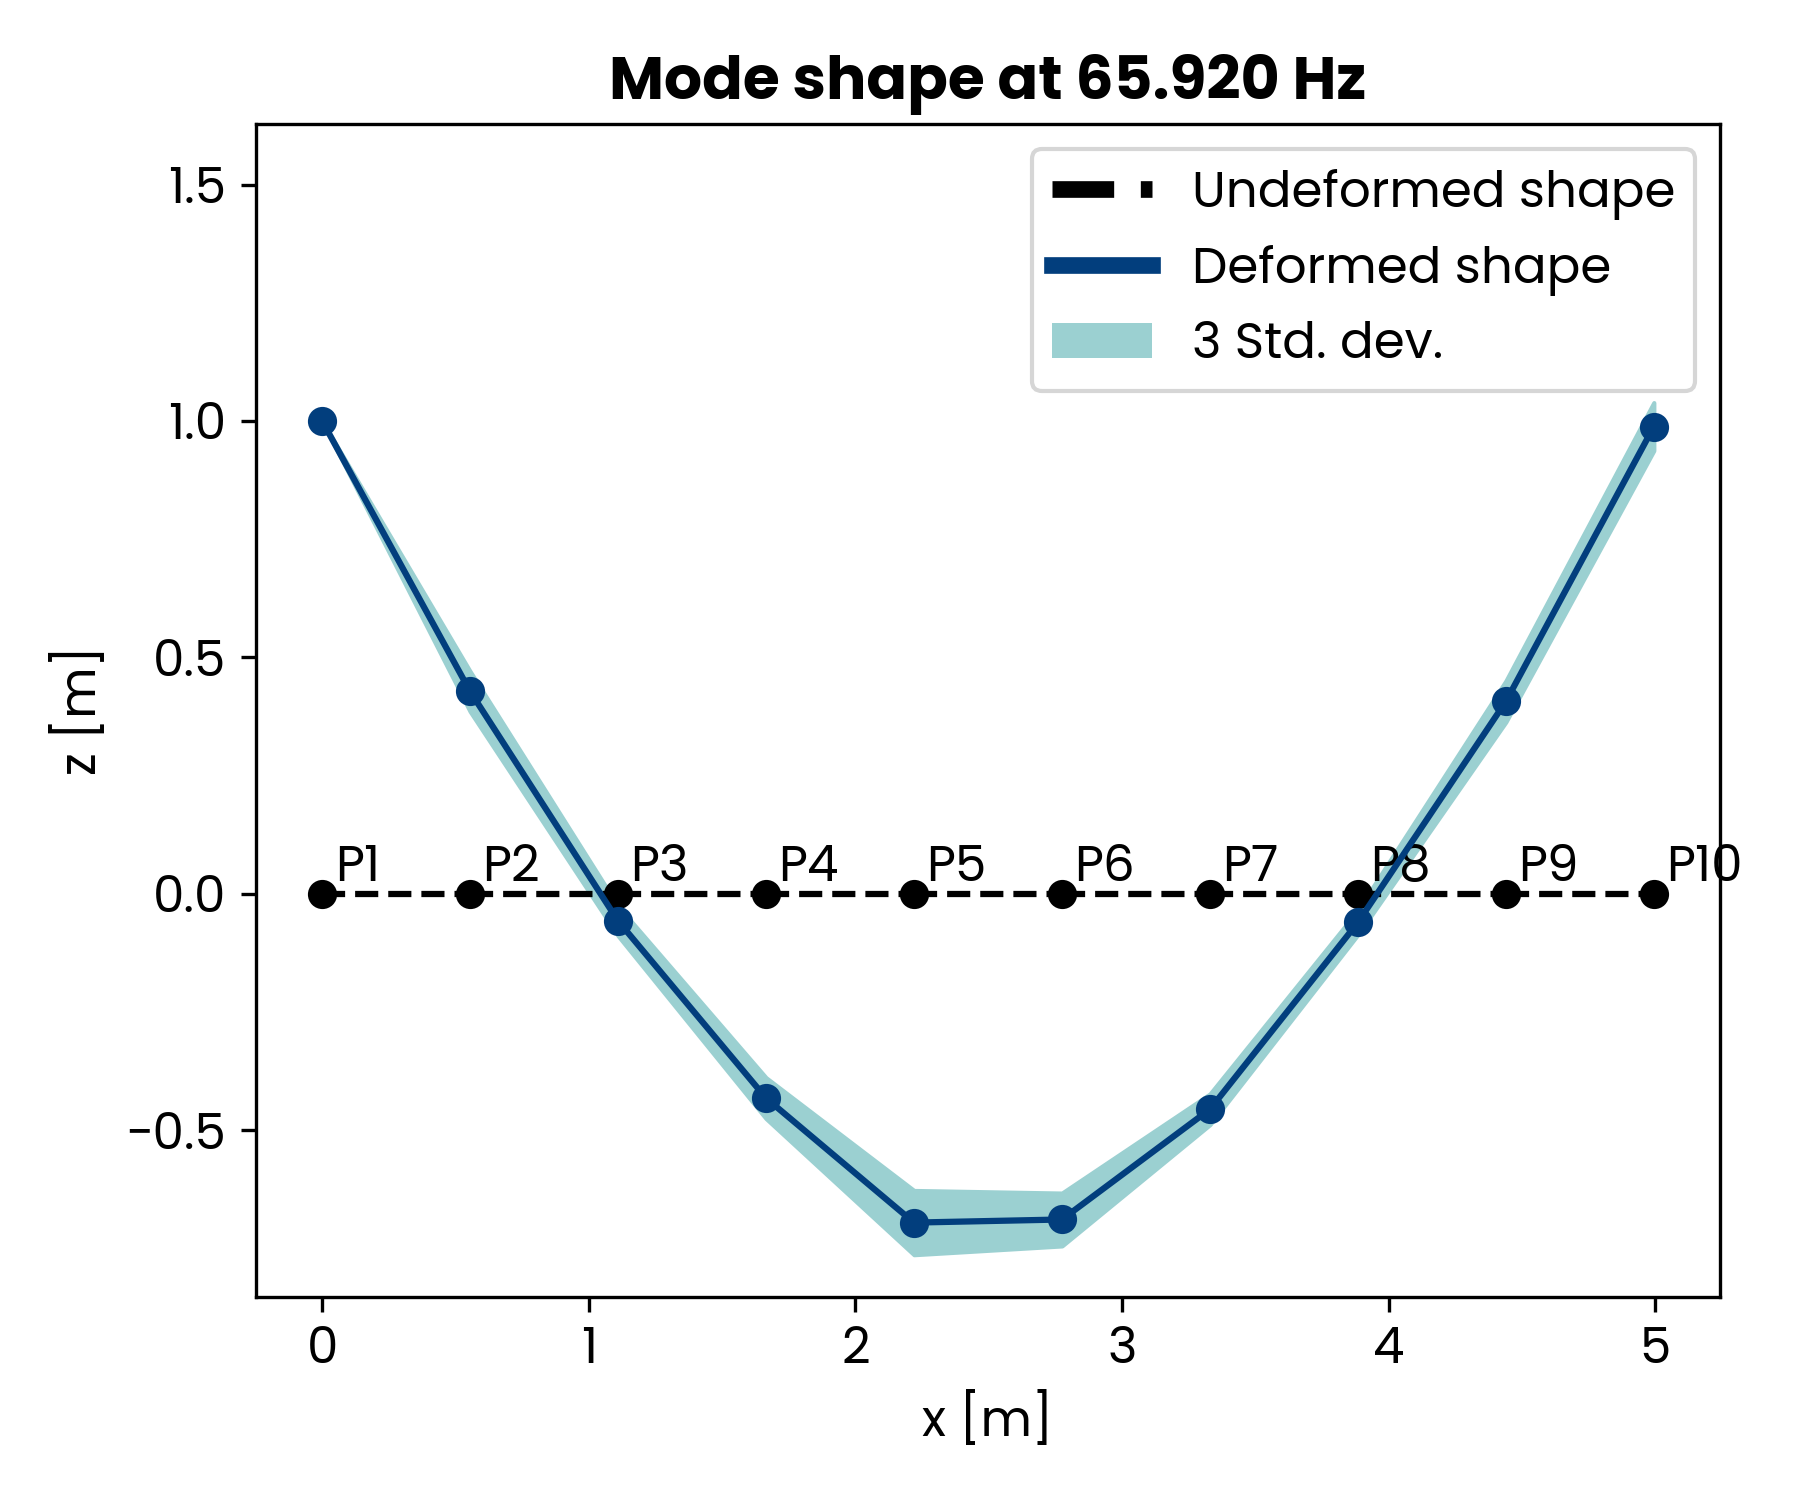 Mode shape at 65.920 Hz
Undeformed shape
Deformed shape
3 Std. dev.
1.5
1.0
0.5
0.0
−0.5
z [m]
P1 P2 P3 P4 P5 P6 P7 P8 P9 P10
0 1 2 3 4 5
x [m]